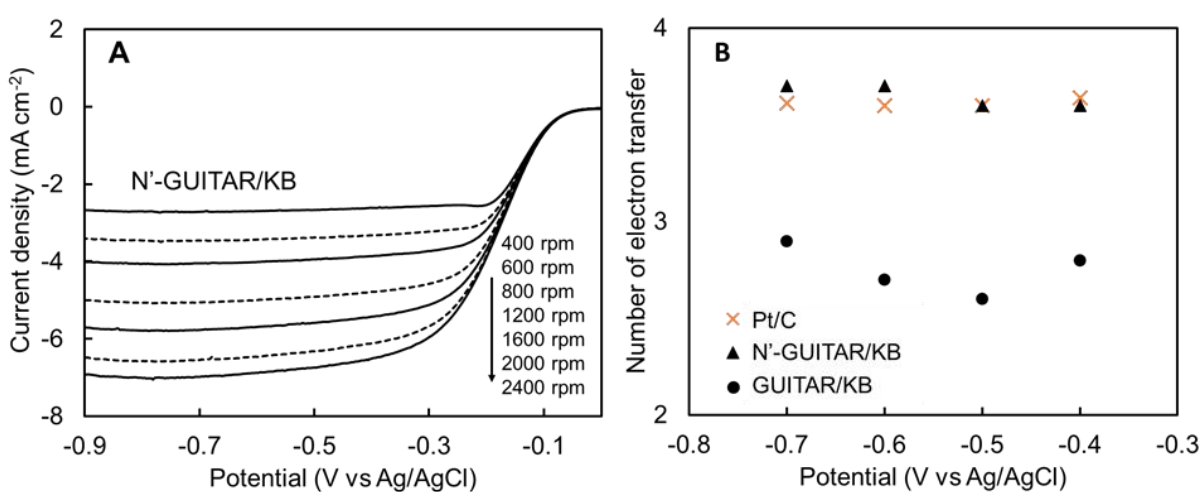 A
2
0
-2
-4
-6
-8
Current density (mA cm⁻²)
N'-GUITAR/KB
400 rpm
600 rpm
800 rpm
1200 rpm
1600 rpm
2000 rpm
2400 rpm
-0.9
-0.7
-0.5
-0.3
-0.1
Potential (V vs Ag/AgCl)
B
4
3
2
Number of electron transfer
Pt/C
N'-GUITAR/KB
GUITAR/KB
-0.8
-0.7
-0.6
-0.5
-0.4
-0.3
Potential (V vs Ag/AgCl)